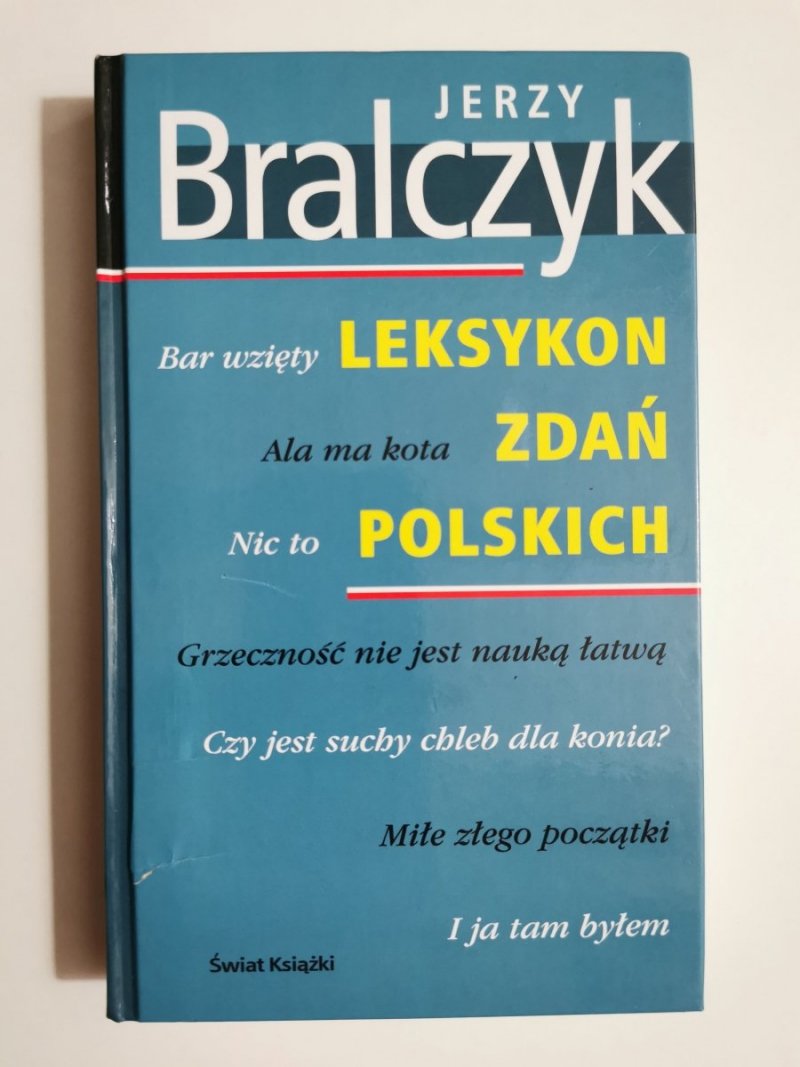 JERZY
Bralczyk
Bar wzięty LEKSYKON
Ala ma kota ZDAŃ
Nic to POLSKICH
Grzeczność nie jest nauką łatwą
Czy jest suchy chleb dla konia?
Miłe złego początki
I ja tam byłem
Świat Książki